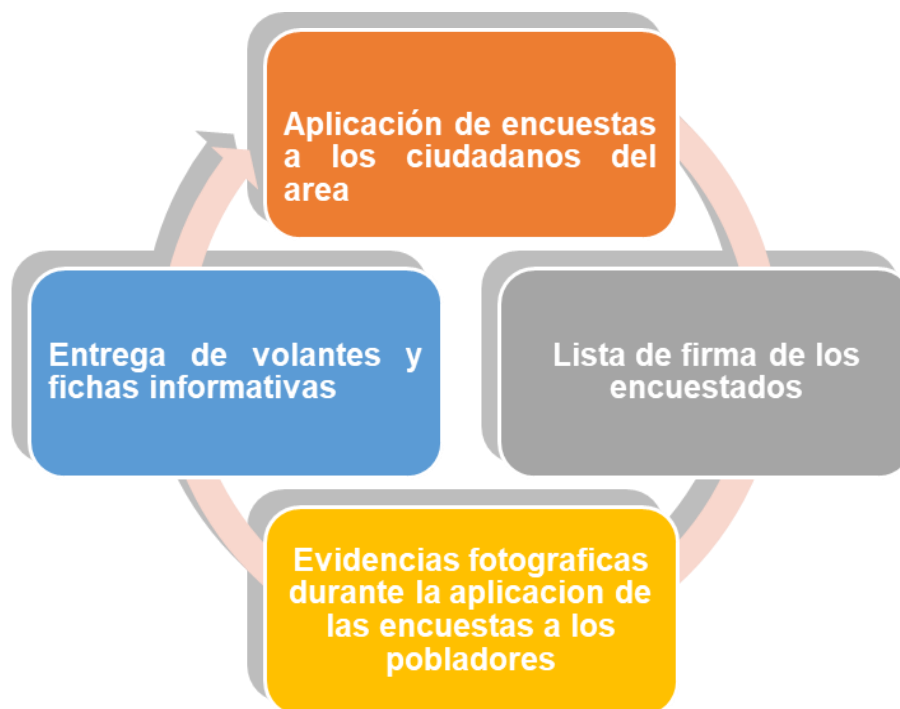 Aplicación de encuestas
a los ciudadanos del
area
Lista de firma de los
encuestados
Evidencias fotograficas
durante la aplicacion de
las encuestas a los
pobladores
Entrega de volantes y
fichas informativas